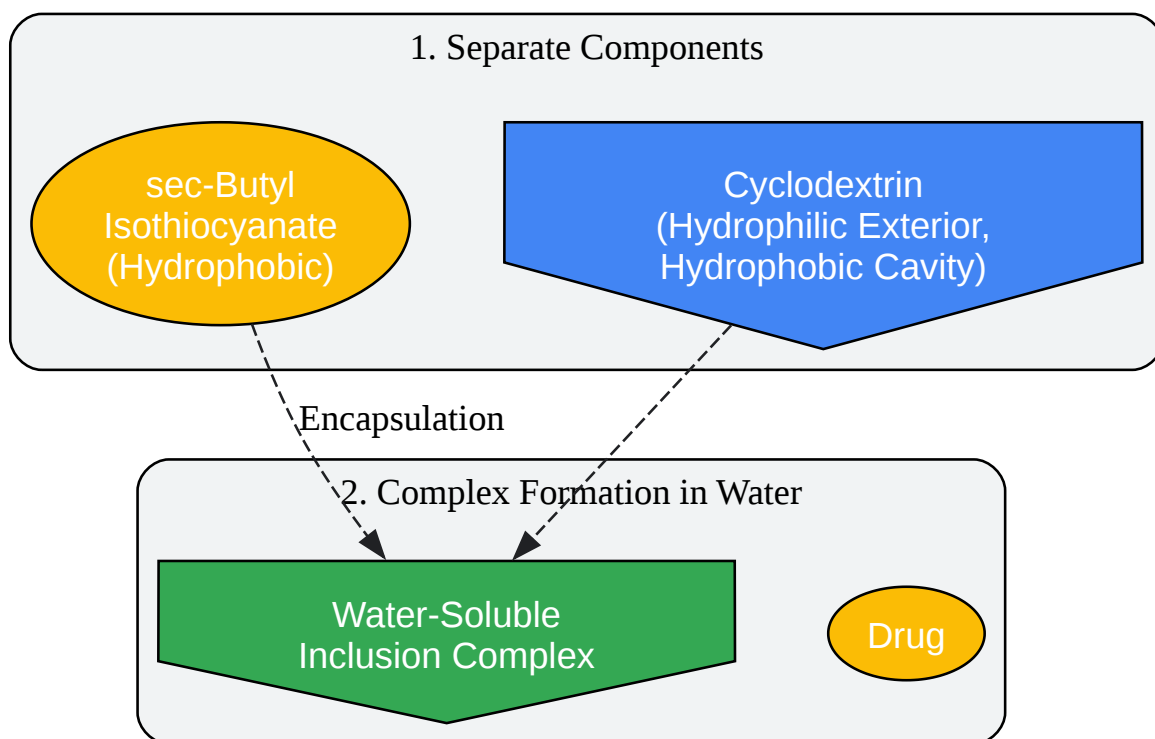 1. Separate Components
sec-Butyl
Isothiocyanate
(Hydrophobic)
Cyclodextrin
(Hydrophilic Exterior,
Hydrophobic Cavity)
Encapsulation
2. Complex Formation in Water
Water-Soluble
Inclusion Complex
Drug